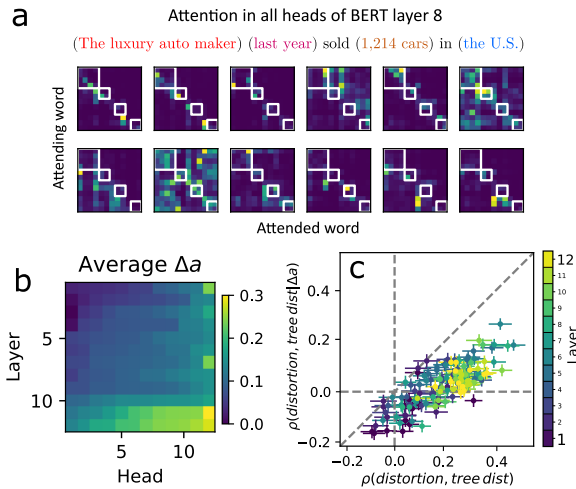 a
Attention in all heads of BERT layer 8
(The luxury auto maker) (last year) sold (1,214 cars) in (the U.S.)
Attending word
Attended word
b
Average Δa
Layer
5
10
5
10
Head
0.3
0.2
0.1
0.0
c
ρ(distortion, tree dist|Δa)
0.4
0.2
0.0
−0.2
−0.2
0.0
0.2
0.4
ρ(distortion, tree dist)
12
11
10
9
8
7
6
5
4
3
2
1
Layer